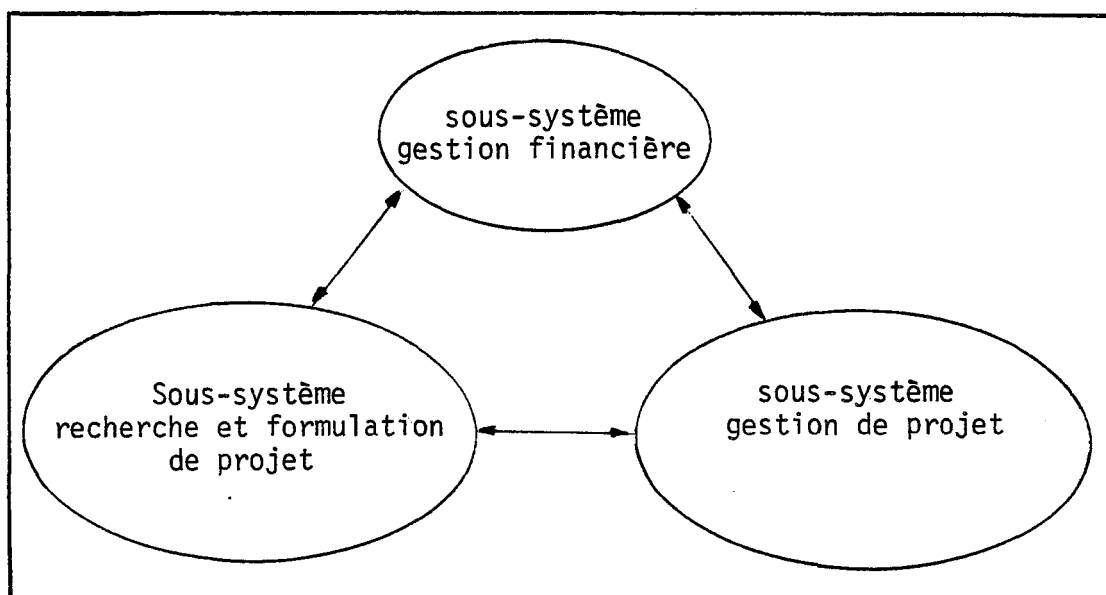 sous-système
gestion financière
Sous-système
recherche et formulation
de projet
sous-système
gestion de projet